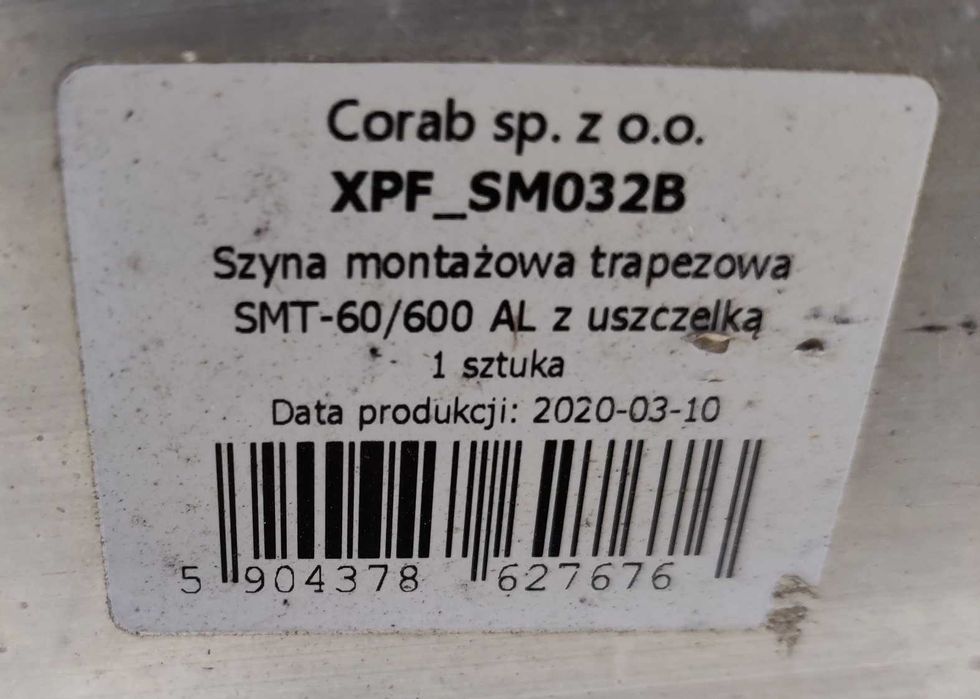 Corab sp. z o.o.
XPF_SM032B
Szyna montażowa trapezowa
SMT-60/600 AL z uszczelką
1 sztuka
Data produkcji: 2020-03-10
5 904378 627676